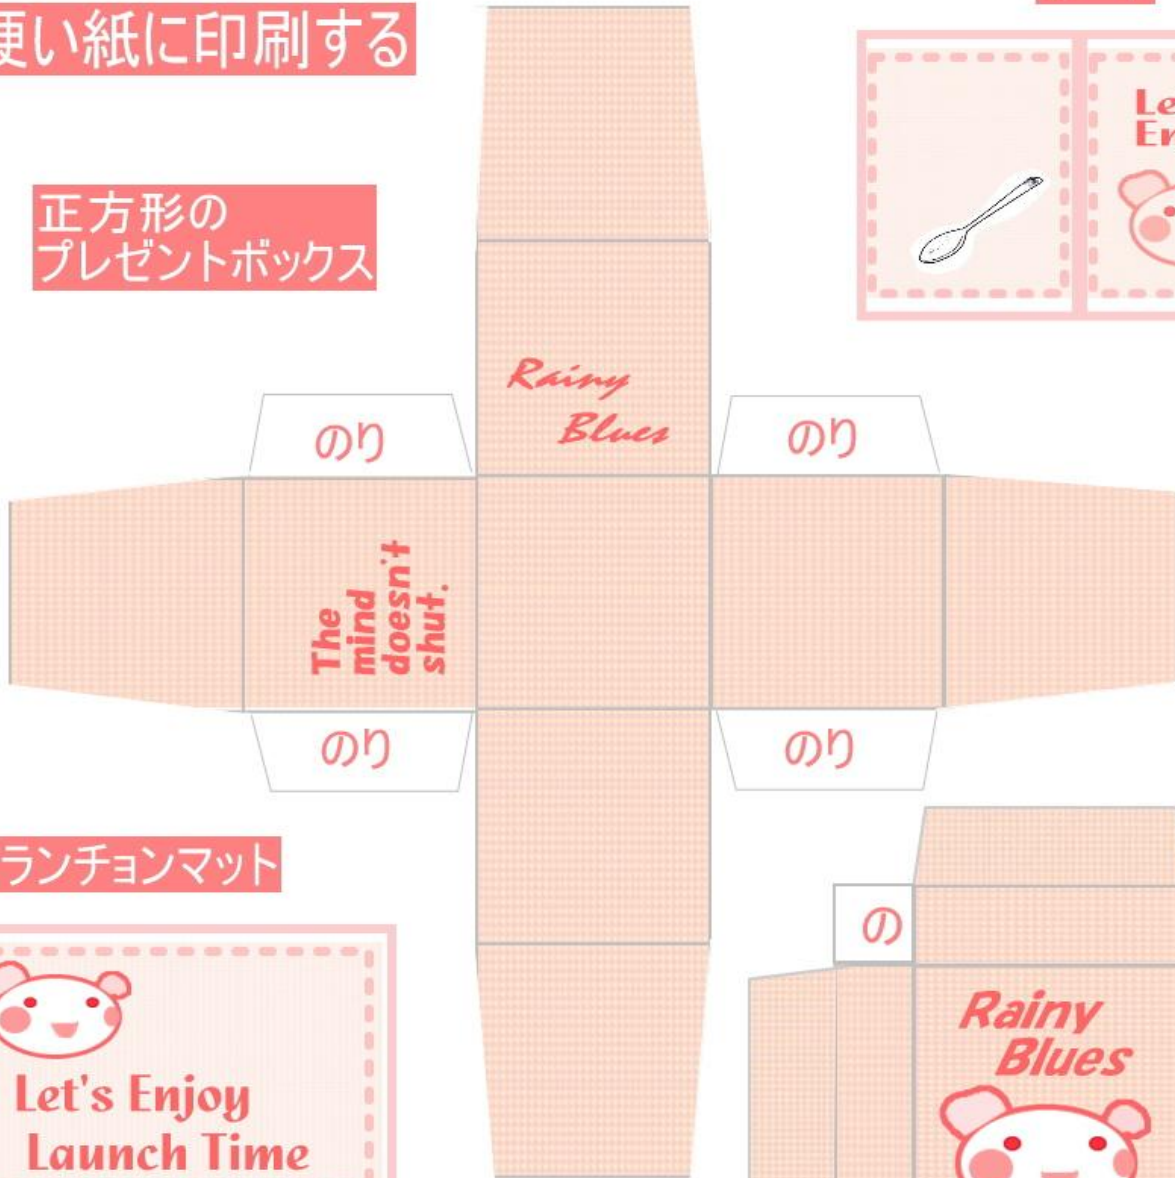 硬い紙に印刷する
正方形の
プレゼントボックス
Rainy
Blues
のり
のり
The
mind
doesn't
shut.
のり
のり
ランチョンマット
Let's Enjoy
Launch Time
の
Rainy
Blues